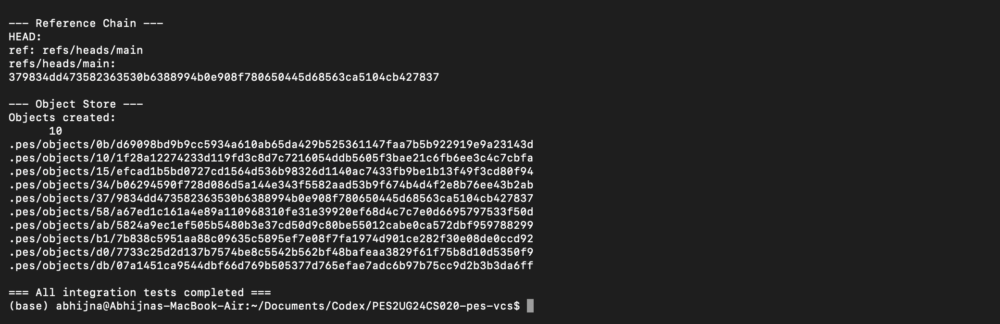 --- Reference Chain ---
HEAD:
ref: refs/heads/main
refs/heads/main:
379834dd473582363530b6388994b0e908f780650445d68563ca5104cb427837
--- Object Store ---
Objects created:
10
.pes/objects/0b/d69098bd9b9cc5934a610ab65da429b525361147faa7b5b922919e9a23143d
.pes/objects/10/1f28a12274233d119fd3c8d7c7216054ddb5605f3bae21c6fb6ee3c4c7cbfa
.pes/objects/15/efcad1b5bd0727cd1564d536b98326d1140ac7433fb9be1b13f49f3cd80f94
.pes/objects/34/b06294590f728d086d5a144e343f5582aad53b9f674b4d4f2e8b76ee43b2ab
.pes/objects/37/9834dd473582363530b6388994b0e908f780650445d68563ca5104cb427837
.pes/objects/58/a67ed1c161a4e89a110968310fe31e39920ef68d4c7c7e0d6695797533f50d
.pes/objects/ab/5824a9ec1ef505b5480b3e37cd50d9c80be55012cabe0ca572dbf959788299
.pes/objects/b1/7b838c5951aa88c09635c5895ef7e08f7fa1974d901ce282f30e08de0ccd92
.pes/objects/d0/7733c25d2d137b7574be8c5542b562bf48bafeaa3829f61f75b8d10d5350f9
.pes/objects/db/07a1451ca9544dbf66d769b505377d765efae7adc6b97b75cc9d2b3b3da6ff
=== All integration tests completed ===
(base) abhijna@Abhijnas-MacBook-Air:~/Documents/Codex/PES2UG24CS020-pes-vcs$